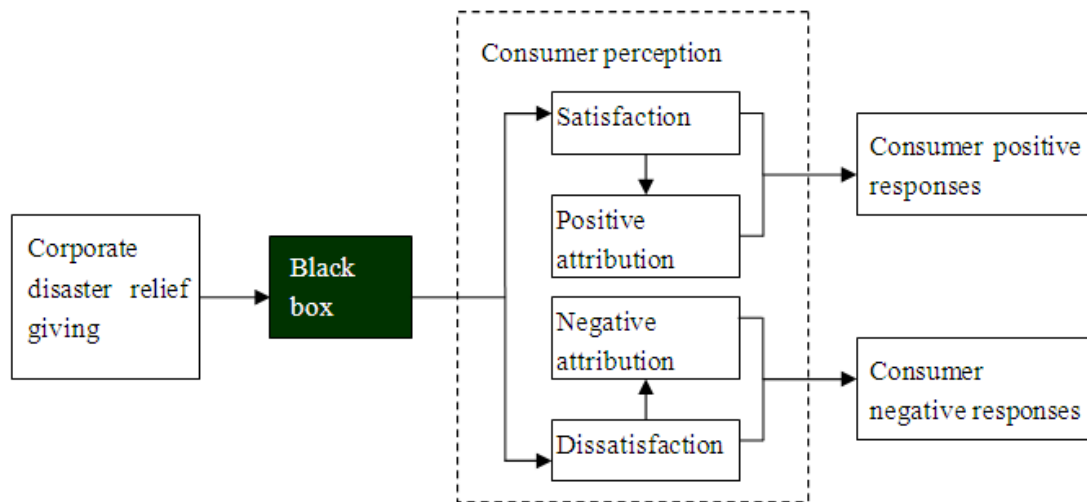 Consumer perception
Satisfaction
Positive
attribution
Negative
attribution
Dissatisfaction
Corporate
disaster relief
giving
Black
box
Consumer positive
responses
Consumer
negative responses